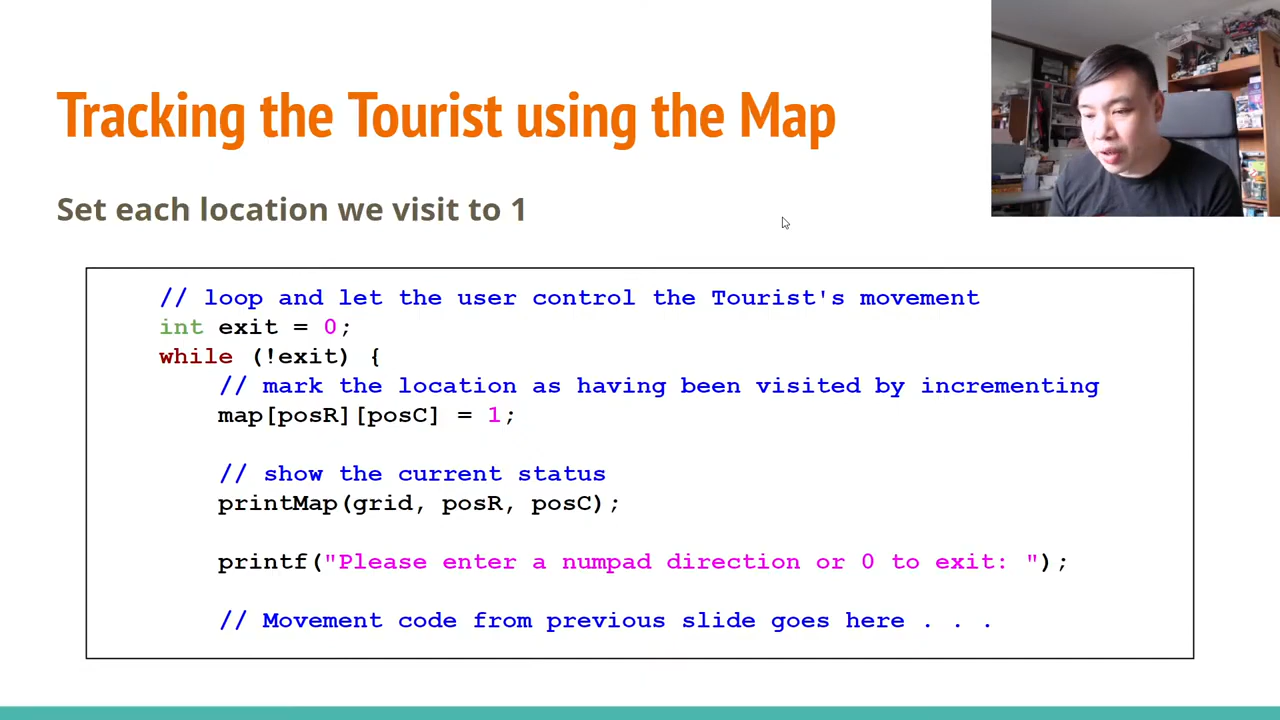 Tracking the Tourist using the Map
Set each location we visit to 1
// loop and let the user control the Tourist's movement
int exit = 0;
while (!exit) {
// mark the location as having been visited by incrementing
map[posR][posC] = 1;
// show the current status
printMap(grid, posR, posC);
printf("Please enter a numpad direction or 0 to exit: ");
// Movement code from previous slide goes here . . .